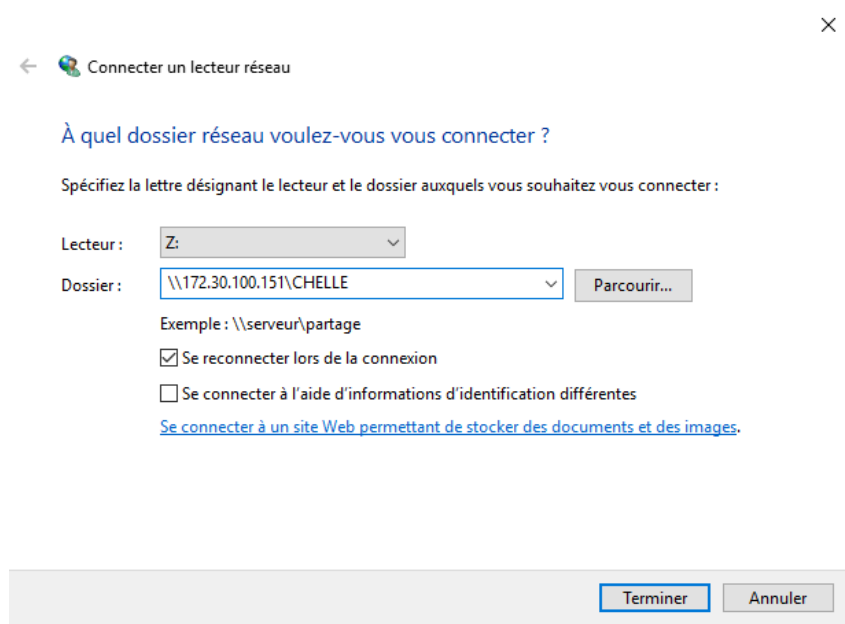 Connecter un lecteur réseau
À quel dossier réseau voulez-vous vous connecter ?
Spécifiez la lettre désignant le lecteur et le dossier auxquels vous souhaitez vous connecter :
Lecteur : Z:
Dossier : \\172.30.100.151\CHELLE Parcourir...
Exemple : \\serveur\partage
Se reconnecter lors de la connexion
Se connecter à l'aide d'informations d'identification différentes
Se connecter à un site Web permettant de stocker des documents et des images.
Terminer Annuler